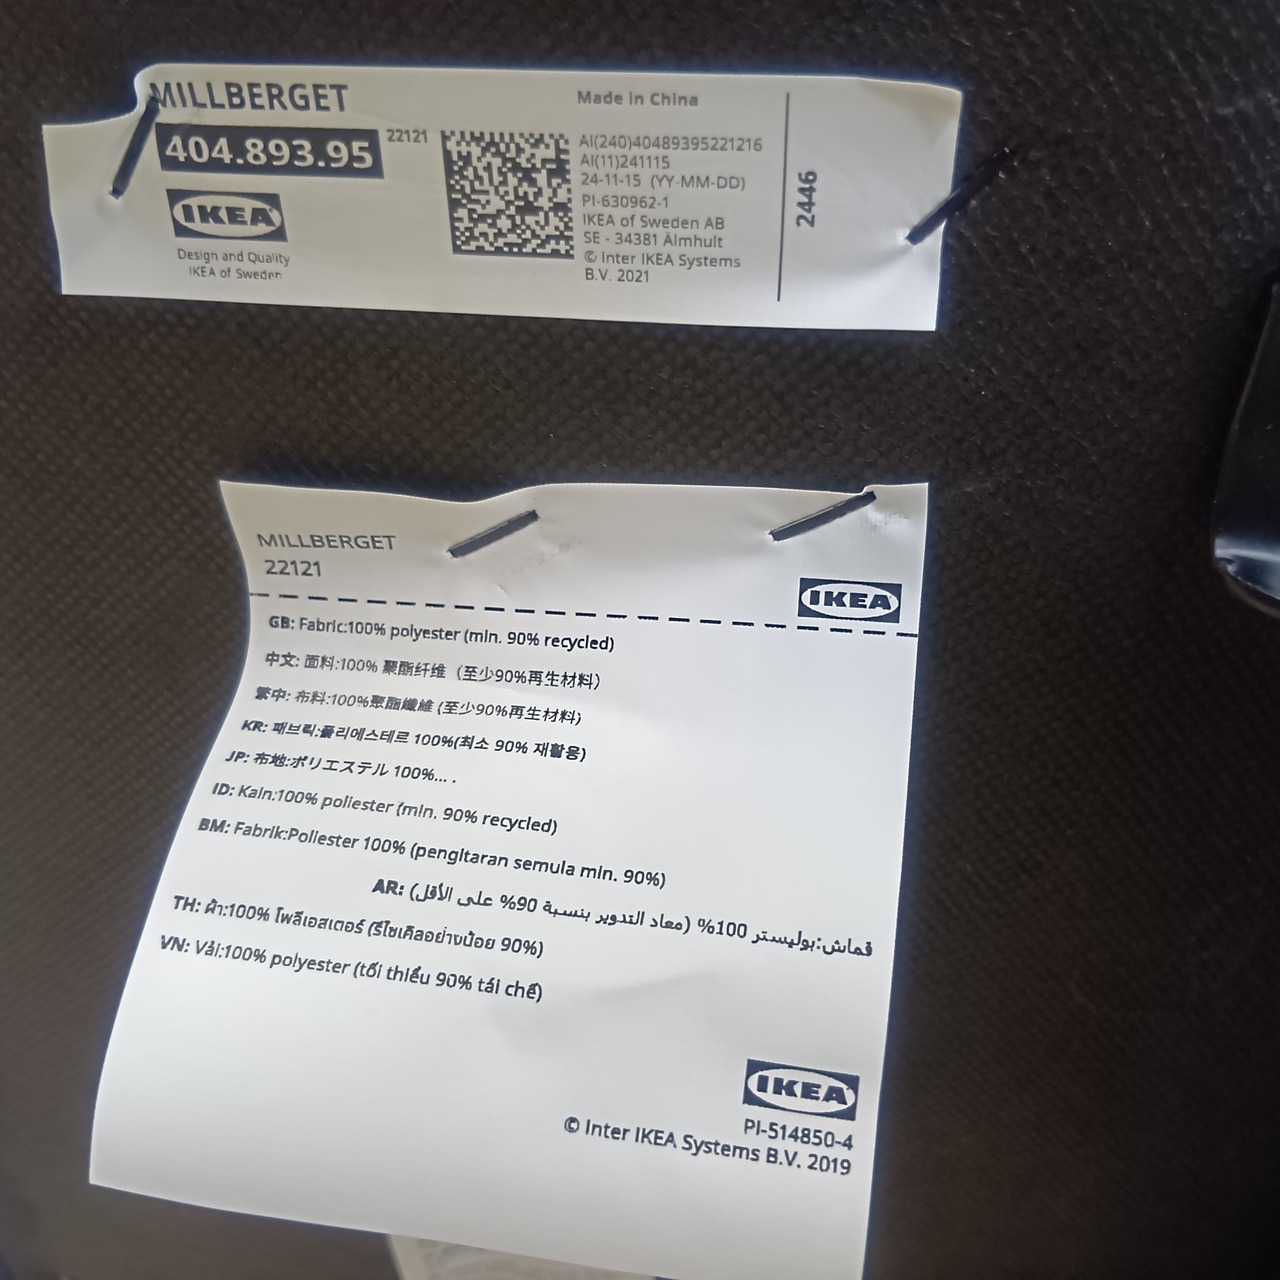 MILLBERGET
404.893.95
22121
IKEA
Design and Quality
IKEA of Sweden
Made in China
AI(240)40489395221216
AI(11)241115
24-11-15 (YY-MM-DD)
PI-630962-1
IKEA of Sweden AB
SE - 34381 Älmhult
© Inter IKEA Systems
B.V. 2021
2446
MILLBERGET
22121
IKEA
GB: Fabric:100% polyester (min. 90% recycled)
中文: 面料:100% 聚酯纤维（至少90%再生材料）
繁中: 布料:100%聚酯纖維 (至少90%再生材料)
KR: 패브릭:폴리에스테르 100%(최소 90% 재활용)
JP: 布地:ポリエステル 100%... .
ID: Kain:100% poliester (min. 90% recycled)
BM: Fabrik:Poliester 100% (pengitaran semula min. 90%)
AR: قماش:بوليستر 100% (معاد التدوير بنسبة 90% على الأقل)
TH: ผ้า:100% โพลีเอสเตอร์ (รีไซเคิลอย่างน้อย 90%)
VN: Vải:100% polyester (tối thiểu 90% tái chế)
IKEA
PI-514850-4
© Inter IKEA Systems B.V. 2019